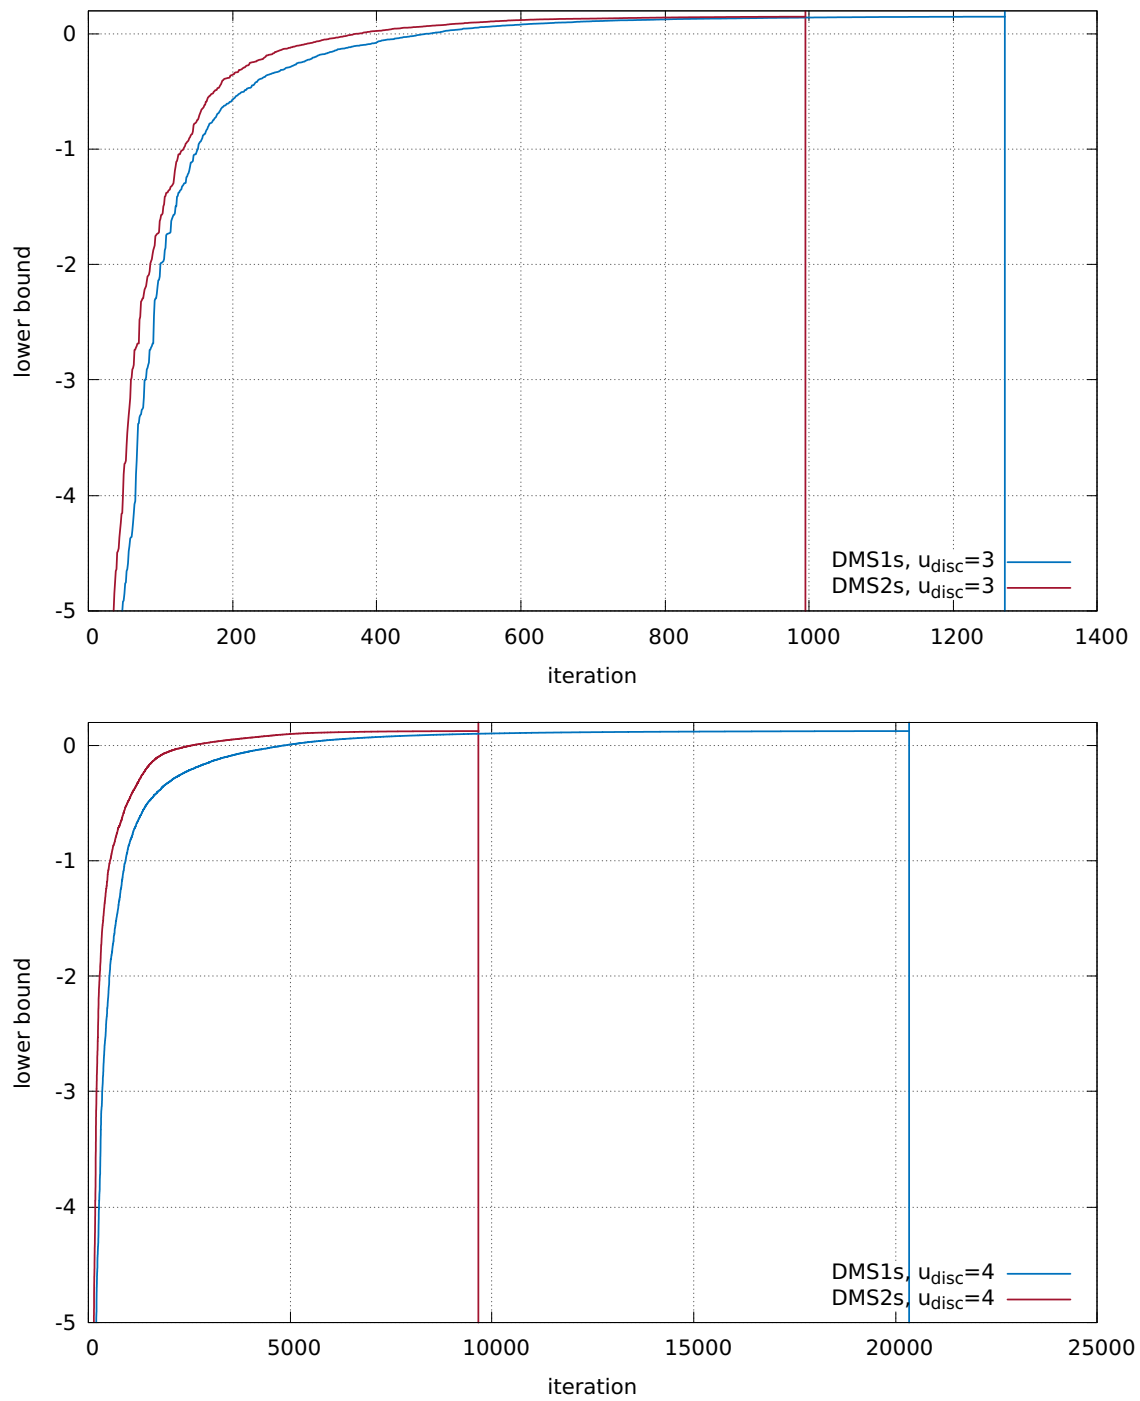 0
-1
-2
-3
-4
-5
lower bound
DMS1s, u_disc=3
DMS2s, u_disc=3
0 200 400 600 800 1000 1200 1400
iteration
0
-1
-2
-3
-4
-5
lower bound
DMS1s, u_disc=4
DMS2s, u_disc=4
0 5000 10000 15000 20000 25000
iteration